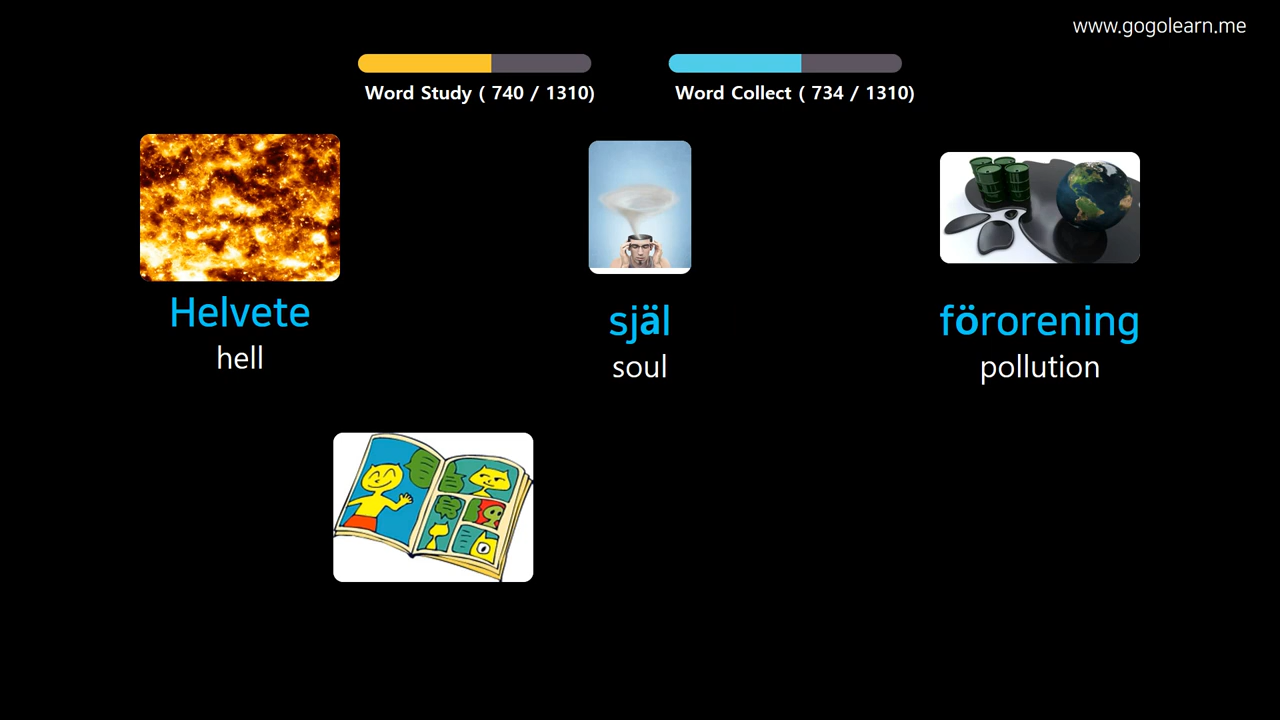 www.gogolearn.me
Word Study ( 740 / 1310)
Word Collect ( 734 / 1310)
Helvete
hell
själ
soul
förorening
pollution